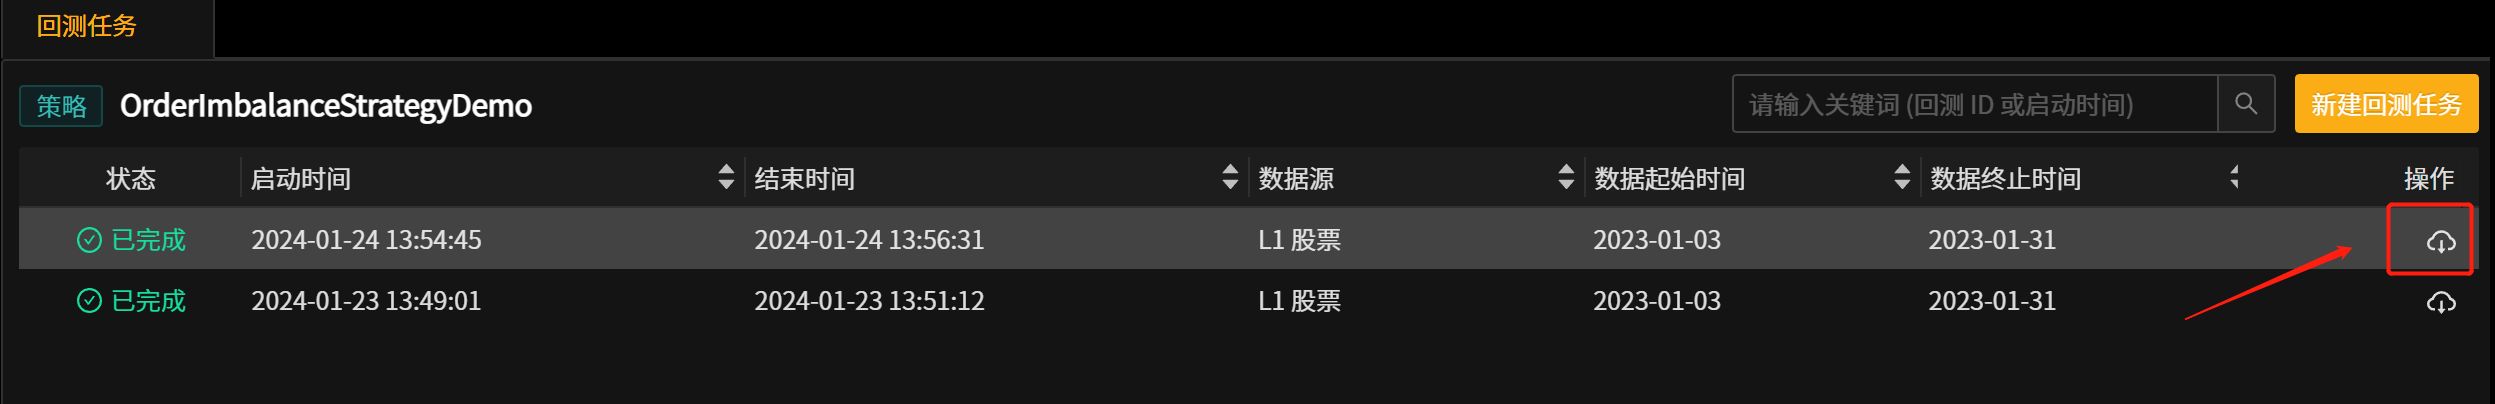 回测任务
策略 OrderImbalanceStrategyDemo 请输入关键词 (回测 ID 或启动时间) 新建回测任务
状态 启动时间 结束时间 数据源 数据起始时间 数据终止时间 操作
已完成 2024-01-24 13:54:45 2024-01-24 13:56:31 L1 股票 2023-01-03 2023-01-31
已完成 2024-01-23 13:49:01 2024-01-23 13:51:12 L1 股票 2023-01-03 2023-01-31